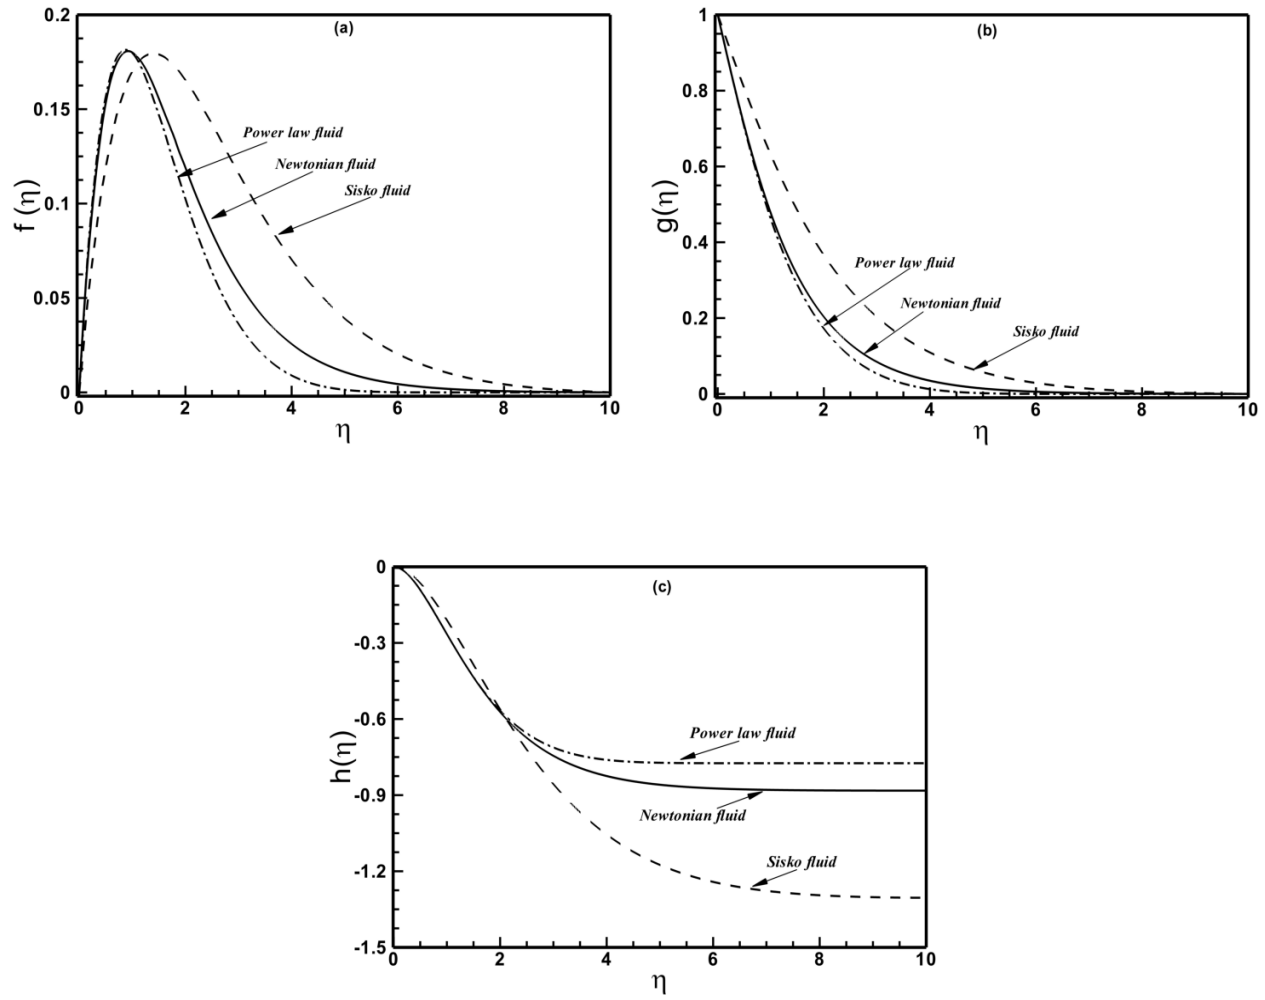 (a)
f (η)
0.2
0.15
0.1
0.05
0
Power law fluid
Newtonian fluid
Sisko fluid
0 2 4 6 8 10
η
(b)
g(η)
1
0.8
0.6
0.4
0.2
0
Power law fluid
Newtonian fluid
Sisko fluid
0 2 4 6 8 10
η
(c)
h(η)
0
-0.3
-0.6
-0.9
-1.2
-1.5
Power law fluid
Newtonian fluid
Sisko fluid
0 2 4 6 8 10
η